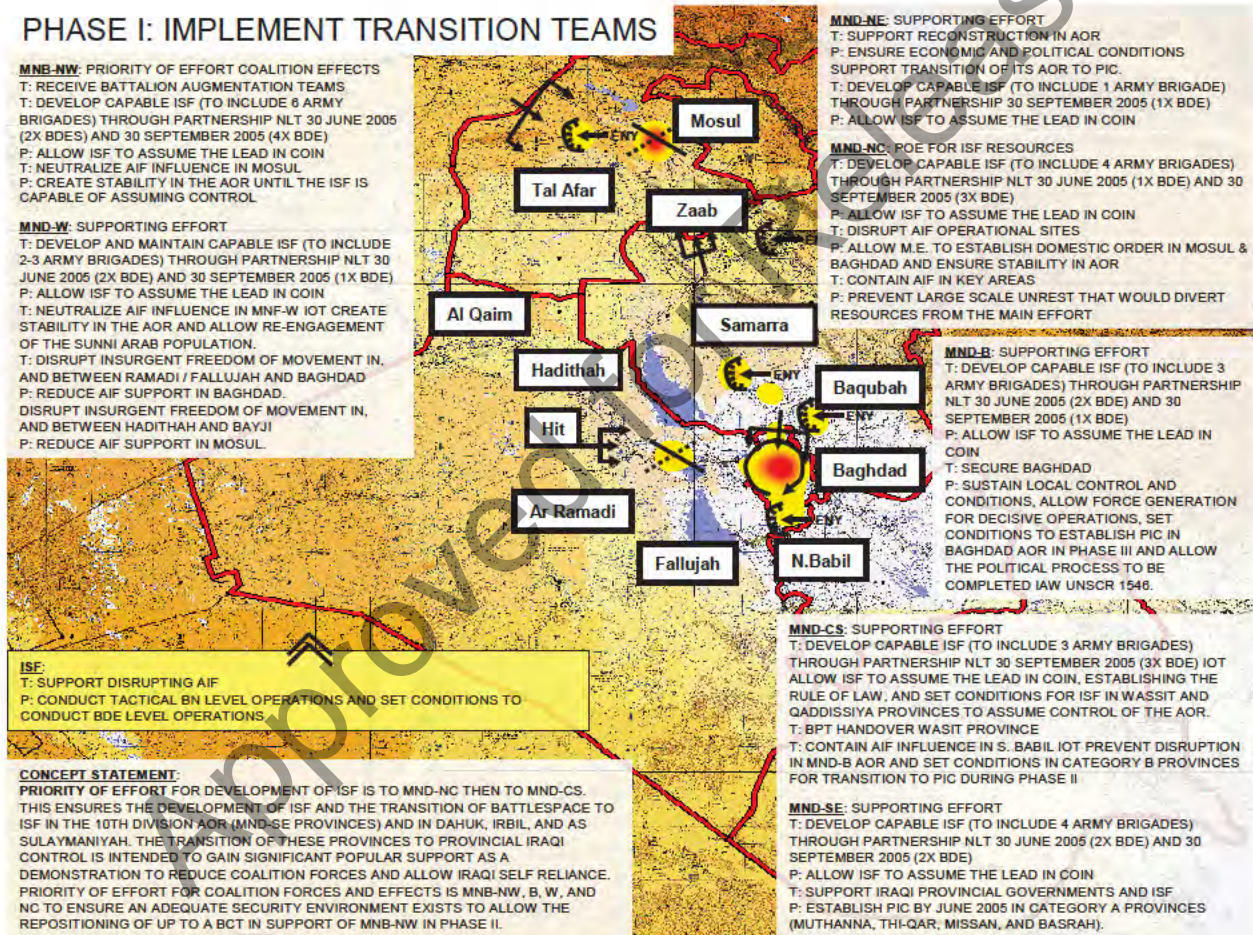 PHASE I: IMPLEMENT TRANSITION TEAMS
MNB-NW: PRIORITY OF EFFORT COALITION EFFECTS
T: RECEIVE BATTALION AUGMENTATION TEAMS
T: DEVELOP CAPABLE ISF (TO INCLUDE 6 ARMY
BRIGADES) THROUGH PARTNERSHIP NLT 30 JUNE 2005
(2X BDES) AND 30 SEPTEMBER 2005 (4X BDE)
P: ALLOW ISF TO ASSUME THE LEAD IN COIN
T: NEUTRALIZE AIF INFLUENCE IN MOSUL
P: CREATE STABILITY IN THE AOR UNTIL THE ISF IS
CAPABLE OF ASSUMING CONTROL
MND-W: SUPPORTING EFFORT
T: DEVELOP AND MAINTAIN CAPABLE ISF (TO INCLUDE
2-3 ARMY BRIGADES) THROUGH PARTNERSHIP NLT 30
JUNE 2005 (2X BDE) AND 30 SEPTEMBER 2005 (1X BDE)
P: ALLOW ISF TO ASSUME THE LEAD IN COIN
T: NEUTRALIZE AIF INFLUENCE IN MNF-W IOT CREATE
STABILITY IN THE AOR AND ALLOW RE-ENGAGEMENT
OF THE SUNNI ARAB POPULATION.
T: DISRUPT INSURGENT FREEDOM OF MOVEMENT IN,
AND BETWEEN RAMADI / FALLUJAH AND BAGHDAD
P: REDUCE AIF SUPPORT IN BAGHDAD.
DISRUPT INSURGENT FREEDOM OF MOVEMENT IN,
AND BETWEEN HADITHAH AND BAYJI
P: REDUCE AIF SUPPORT IN MOSUL.
ISF:
T: SUPPORT DISRUPTING AIF
P: CONDUCT TACTICAL BN LEVEL OPERATIONS AND SET CONDITIONS TO
CONDUCT BDE LEVEL OPERATIONS
CONCEPT STATEMENT:
PRIORITY OF EFFORT FOR DEVELOPMENT OF ISF IS TO MND-NC THEN TO MND-CS.
THIS ENSURES THE DEVELOPMENT OF ISF AND THE TRANSITION OF BATTLESPACE TO
ISF IN THE 10TH DIVISION AOR (MND-SE PROVINCES) AND IN DAHUK, IRBIL, AND AS
SULAYMANIYAH. THE TRANSITION OF THESE PROVINCES TO PROVINCIAL IRAQI
CONTROL IS INTENDED TO GAIN SIGNIFICANT POPULAR SUPPORT AS A
DEMONSTRATION TO REDUCE COALITION FORCES AND ALLOW IRAQI SELF RELIANCE.
PRIORITY OF EFFORT FOR COALITION FORCES AND EFFECTS IS MNB-NW, B, W, AND
NC TO ENSURE AN ADEQUATE SECURITY ENVIRONMENT EXISTS TO ALLOW THE
REPOSITIONING OF UP TO A BCT IN SUPPORT OF MNB-NW IN PHASE II.
Mosul
ENY
Tal Afar
Zaab
Al Qaim
Samarra
Hadithah
ENY
Baqubah
ENY
Hit
Baghdad
Ar Ramadi
ENY
Fallujah
N.Babil
MND-NE: SUPPORTING EFFORT
T: SUPPORT RECONSTRUCTION IN AOR
P: ENSURE ECONOMIC AND POLITICAL CONDITIONS
SUPPORT TRANSITION OF ITS AOR TO PIC.
T: DEVELOP CAPABLE ISF (TO INCLUDE 1 ARMY BRIGADE)
THROUGH PARTNERSHIP 30 SEPTEMBER 2005 (1X BDE)
P: ALLOW ISF TO ASSUME THE LEAD IN COIN
MND-NC: POE FOR ISF RESOURCES
T: DEVELOP CAPABLE ISF (TO INCLUDE 4 ARMY BRIGADES)
THROUGH PARTNERSHIP NLT 30 JUNE 2005 (1X BDE) AND 30
SEPTEMBER 2005 (3X BDE)
P: ALLOW ISF TO ASSUME THE LEAD IN COIN
T: DISRUPT AIF OPERATIONAL SITES
P: ALLOW M.E. TO ESTABLISH DOMESTIC ORDER IN MOSUL &
BAGHDAD AND ENSURE STABILITY IN AOR
T: CONTAIN AIF IN KEY AREAS
P: PREVENT LARGE SCALE UNREST THAT WOULD DIVERT
RESOURCES FROM THE MAIN EFFORT
MND-B: SUPPORTING EFFORT
T: DEVELOP CAPABLE ISF (TO INCLUDE 3
ARMY BRIGADES) THROUGH PARTNERSHIP
NLT 30 JUNE 2005 (2X BDE) AND 30
SEPTEMBER 2005 (1X BDE)
P: ALLOW ISF TO ASSUME THE LEAD IN
COIN
T: SECURE BAGHDAD
P: SUSTAIN LOCAL CONTROL AND
CONDITIONS, ALLOW FORCE GENERATION
FOR DECISIVE OPERATIONS, SET
CONDITIONS TO ESTABLISH PIC IN
BAGHDAD AOR IN PHASE III AND ALLOW
THE POLITICAL PROCESS TO BE
COMPLETED IAW UNSCR 1546.
MND-CS: SUPPORTING EFFORT
T: DEVELOP CAPABLE ISF (TO INCLUDE 3 ARMY BRIGADES)
THROUGH PARTNERSHIP NLT 30 SEPTEMBER 2005 (3X BDE) IOT
ALLOW ISF TO ASSUME THE LEAD IN COIN, ESTABLISHING THE
RULE OF LAW, AND SET CONDITIONS FOR ISF IN WASSIT AND
QADDISSIYA PROVINCES TO ASSUME CONTROL OF THE AOR.
T: BPT HANDOVER WASIT PROVINCE
T: CONTAIN AIF INFLUENCE IN S. BABIL IOT PREVENT DISRUPTION
IN MND-B AOR AND SET CONDITIONS IN CATEGORY B PROVINCES
FOR TRANSITION TO PIC DURING PHASE II
MND-SE: SUPPORTING EFFORT
T: DEVELOP CAPABLE ISF (TO INCLUDE 4 ARMY BRIGADES)
THROUGH PARTNERSHIP NLT 30 JUNE 2005 (2X BDE) AND 30
SEPTEMBER 2005 (2X BDE)
P: ALLOW ISF TO ASSUME THE LEAD IN COIN
T: SUPPORT IRAQI PROVINCIAL GOVERNMENTS AND ISF
P: ESTABLISH PIC BY JUNE 2005 IN CATEGORY A PROVINCES
(MUTHANNA, THI-QAR, MISSAN, AND BASRAH).
Approved for Releas